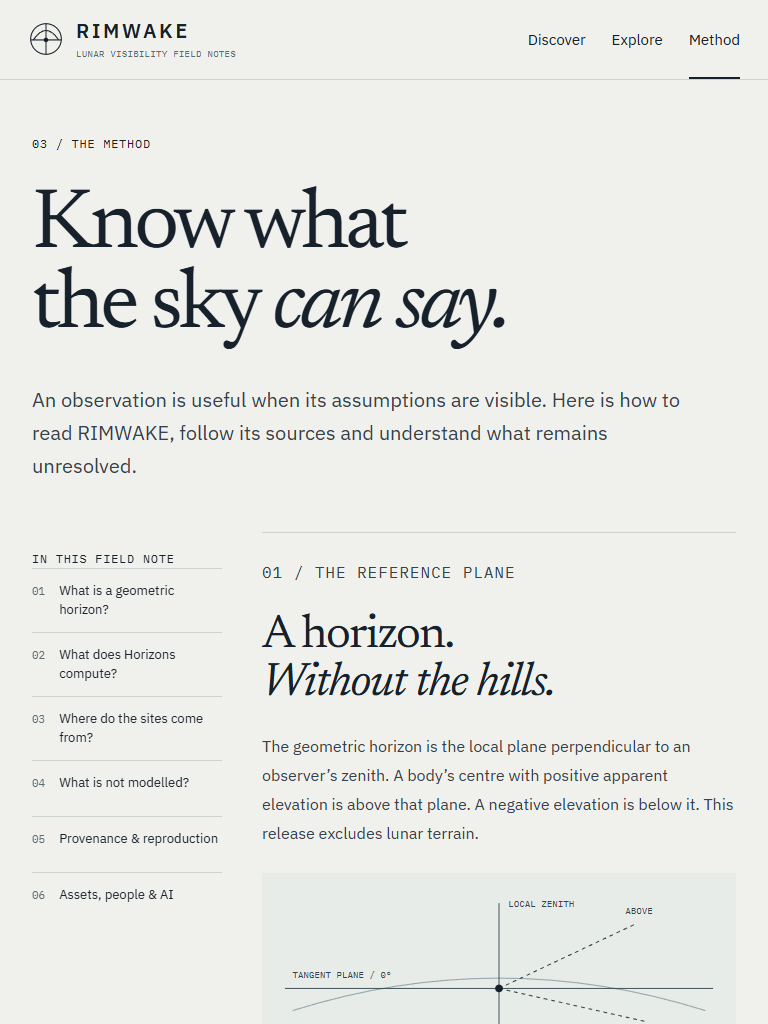 RIMWAKE
LUNAR VISIBILITY FIELD NOTES
Discover
Explore
Method
03 / THE METHOD
Know what
the sky can say.
An observation is useful when its assumptions are visible. Here is how to
read RIMWAKE, follow its sources and understand what remains
unresolved.
IN THIS FIELD NOTE
01 What is a geometric
horizon?
02 What does Horizons
compute?
03 Where do the sites come
from?
04 What is not modelled?
05 Provenance & reproduction
06 Assets, people & AI
01 / THE REFERENCE PLANE
A horizon.
Without the hills.
The geometric horizon is the local plane perpendicular to an
observer’s zenith. A body’s centre with positive apparent
elevation is above that plane. A negative elevation is below it. This
release excludes lunar terrain.
LOCAL ZENITH
ABOVE
TANGENT PLANE / 0°